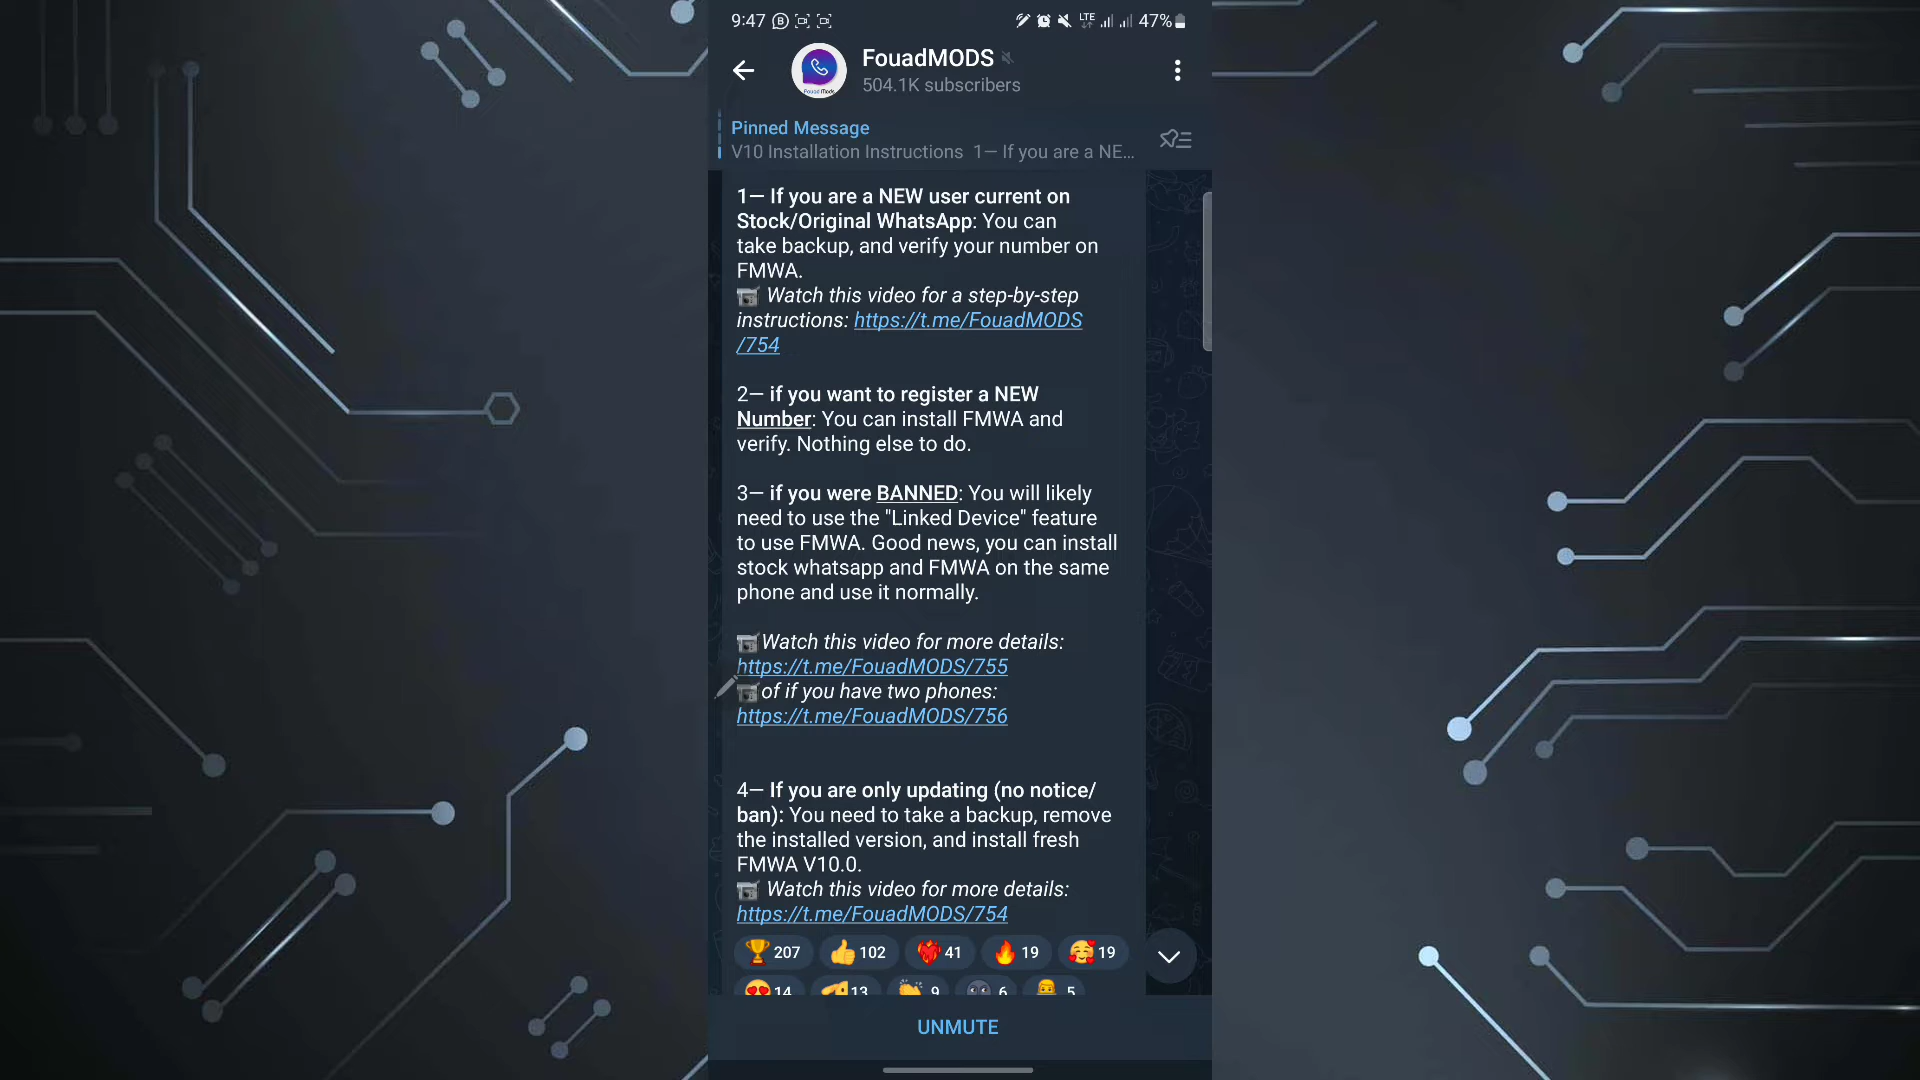 9:47
LTE
47%
FouadMODS
504.1K subscribers
Fouad Mods
Pinned Message
V10 Installation Instructions 1— If you are a NE...
1— If you are a NEW user current on
Stock/Original WhatsApp: You can
take backup, and verify your number on
FMWA.
📹 Watch this video for a step-by-step
instructions: https://t.me/FouadMODS
/754
2— if you want to register a NEW
Number: You can install FMWA and
verify. Nothing else to do.
3— if you were BANNED: You will likely
need to use the "Linked Device" feature
to use FMWA. Good news, you can install
stock whatsapp and FMWA on the same
phone and use it normally.
📹Watch this video for more details:
https://t.me/FouadMODS/755
📹of if you have two phones:
https://t.me/FouadMODS/756
4— If you are only updating (no notice/
ban): You need to take a backup, remove
the installed version, and install fresh
FMWA V10.0.
📹 Watch this video for more details:
https://t.me/FouadMODS/754
🏆 207 👍 102 ❤️‍🔥 41 🔥 19 🥰 19
😍 14 13 👏 9 🌚 6 5
UNMUTE